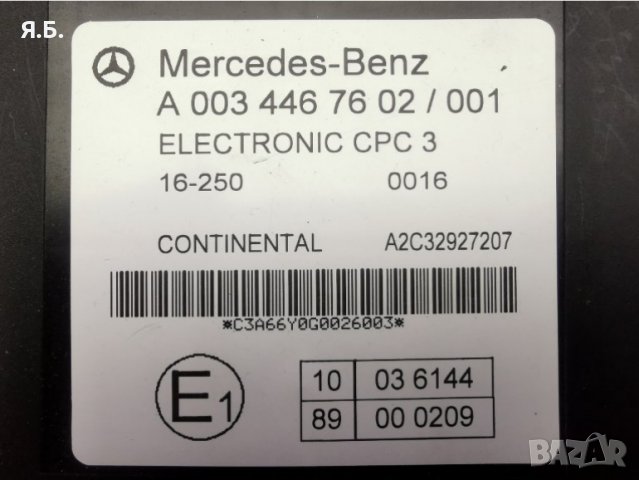 Я.Б.
Mercedes-Benz
A 003 446 76 02 / 001
ELECTRONIC CPC 3
16-250 0016
CONTINENTAL A2C32927207
*C3A66Y0G0026003*
E1
10 03 6144
89 00 0209
BAZAR